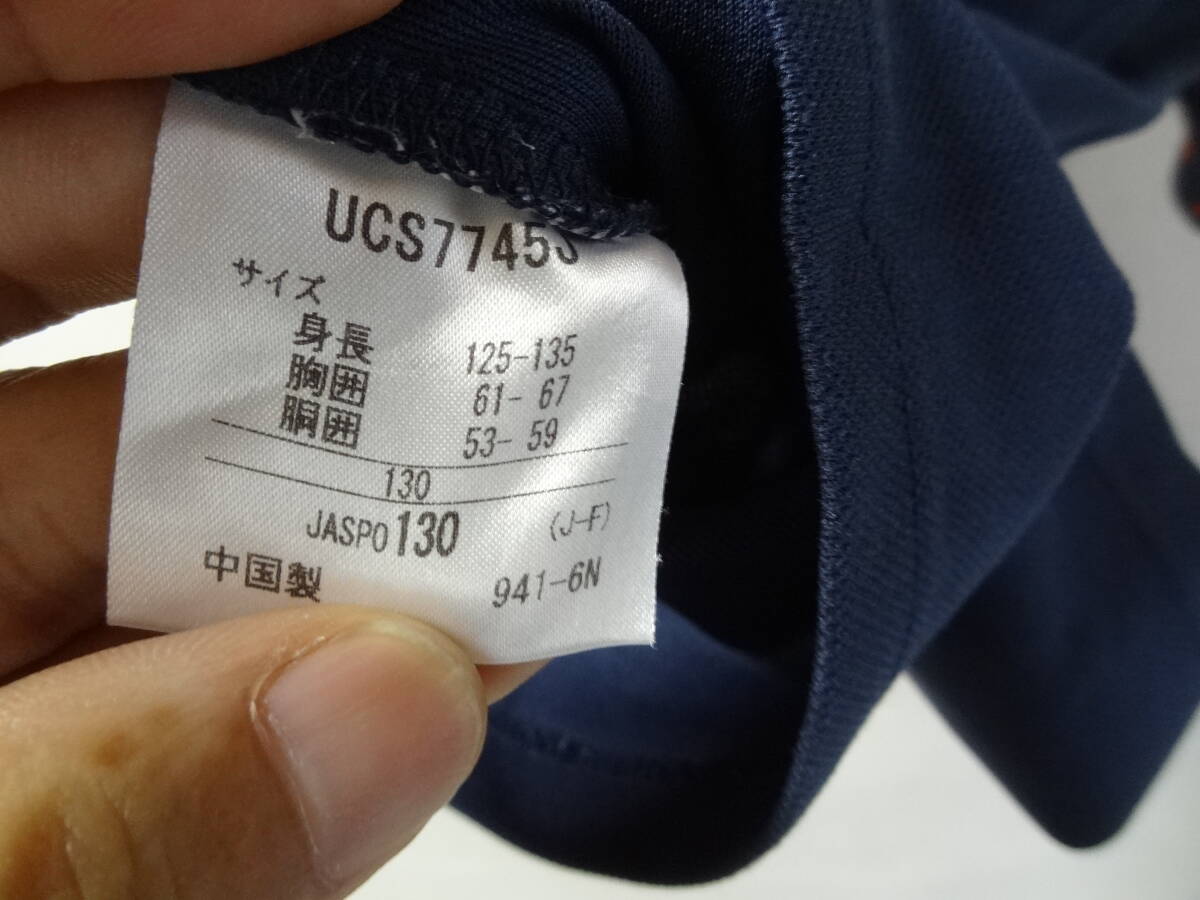 UCS7745J
サイズ
身長 125-135
胸囲 61- 67
胴囲 53- 59
130
JASPO 130 (J-F)
中国製 941-6N